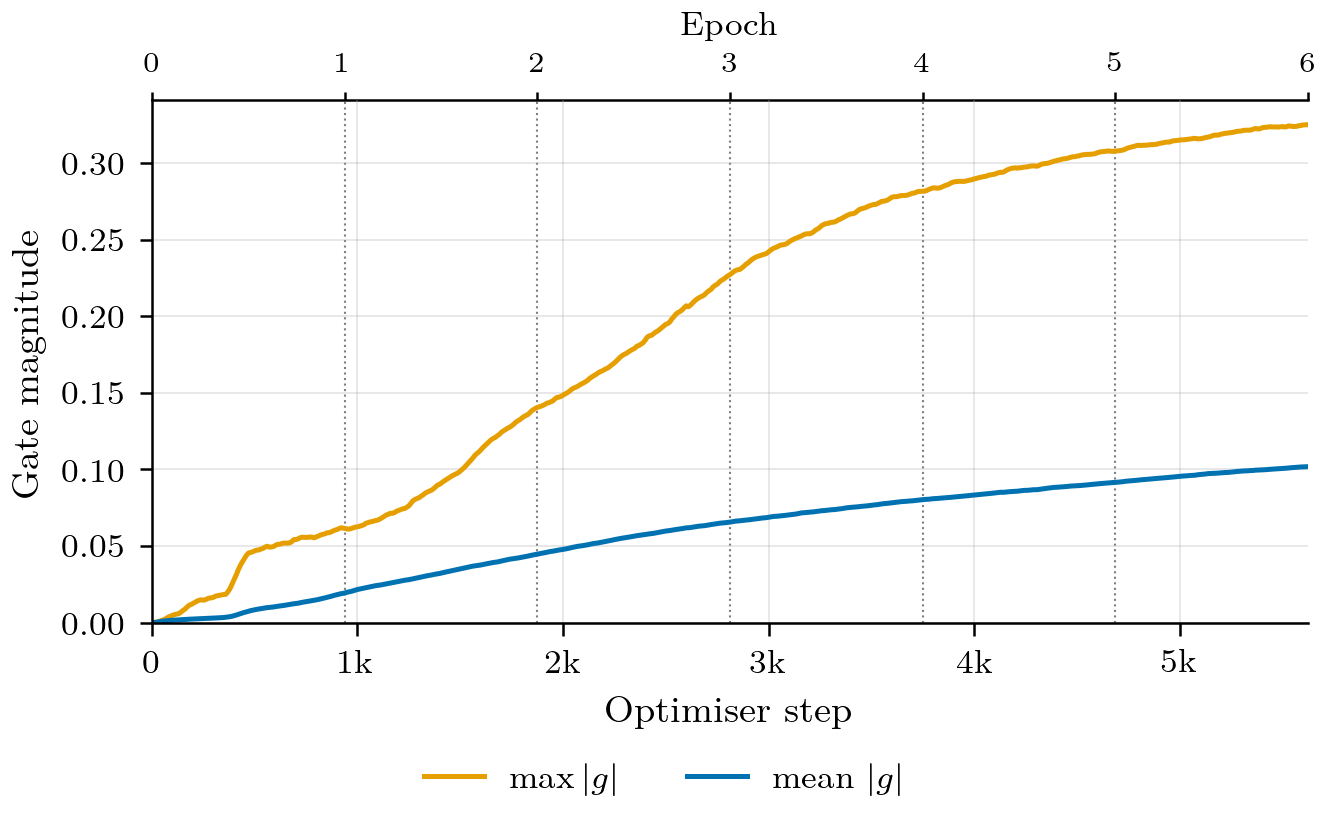 Epoch
0 1 2 3 4 5 6
Gate magnitude
0.30
0.25
0.20
0.15
0.10
0.05
0.00
0 1k 2k 3k 4k 5k
Optimiser step
max |g| mean |g|